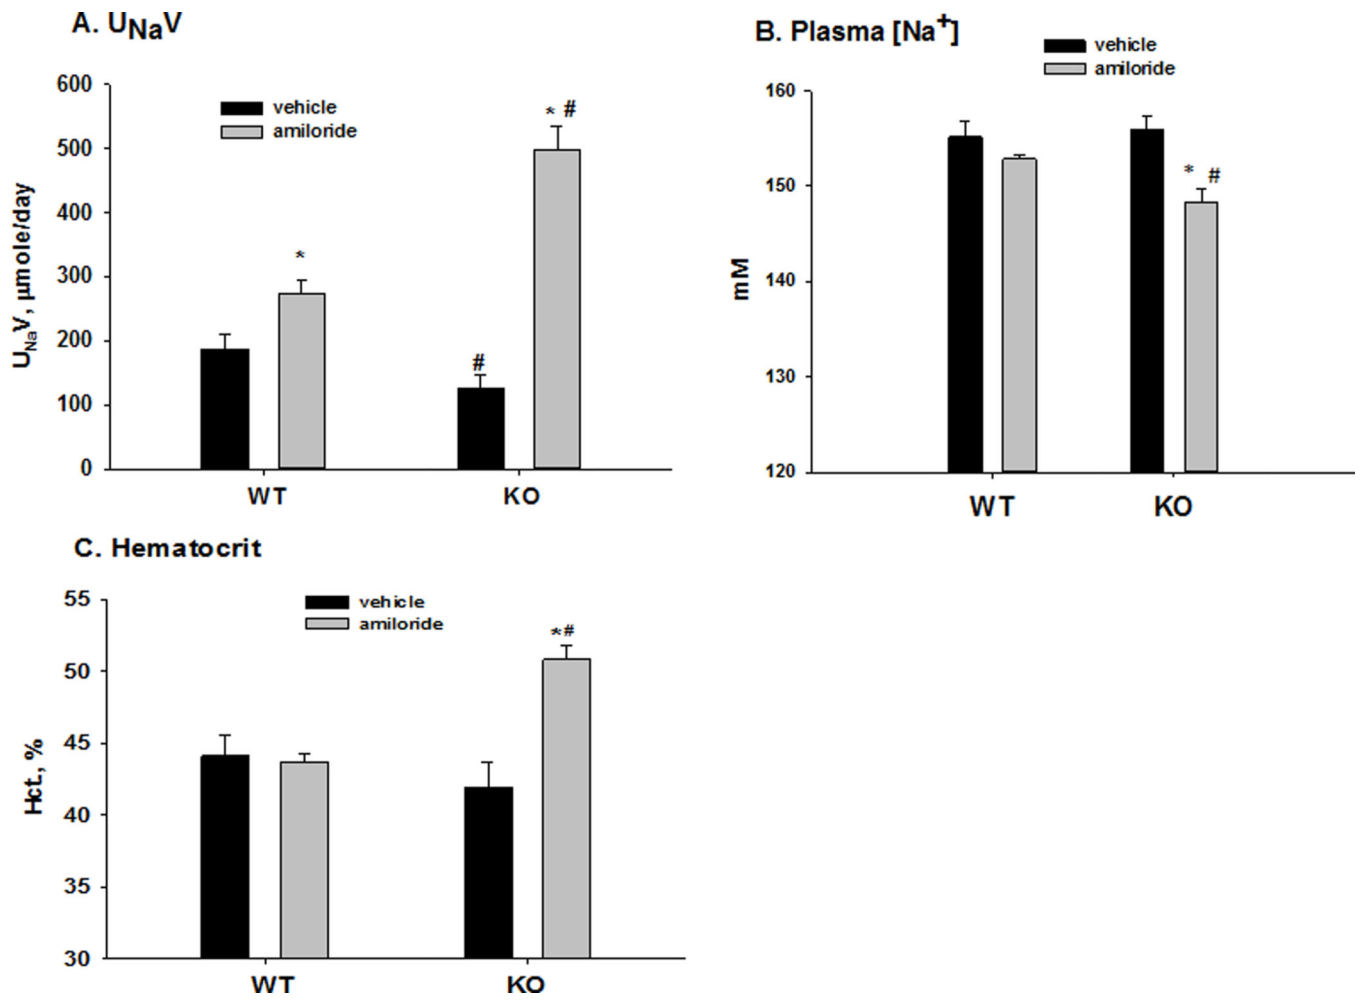 A. UNaV
vehicle
amiloride
600
500
400
300
200
100
0
UNaV, µmole/day
*
#
* #
WT
KO
B. Plasma [Na+]
vehicle
amiloride
160
150
140
130
120
mM
* #
WT
KO
C. Hematocrit
vehicle
amiloride
55
50
45
40
35
30
Hct., %
*#
WT
KO